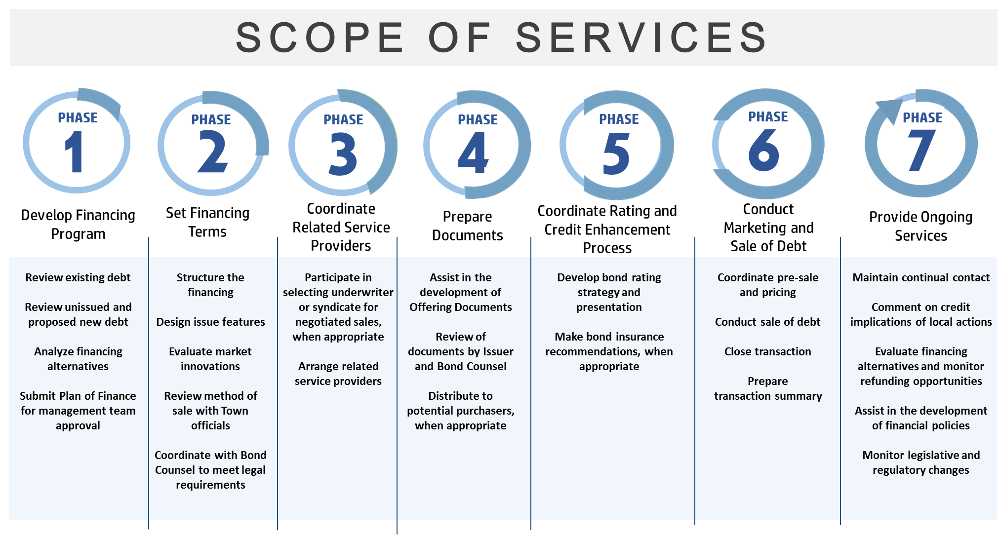 SCOPE OF SERVICES
PHASE
1
Develop Financing
Program
Review existing debt
Review unissued and
proposed new debt
Analyze financing
alternatives
Submit Plan of Finance
for management team
approval
PHASE
2
Set Financing
Terms
Structure the
financing
Design issue features
Evaluate market
innovations
Review method of
sale with Town
officials
Coordinate with Bond
Counsel to meet legal
requirements
PHASE
3
Coordinate
Related Service
Providers
Participate in
selecting underwriter
or syndicate for
negotiated sales,
when appropriate
Arrange related
service providers
PHASE
4
Prepare
Documents
Assist in the
development of
Offering Documents
Review of
documents by Issuer
and Bond Counsel
Distribute to
potential purchasers,
when appropriate
PHASE
5
Coordinate Rating and
Credit Enhancement
Process
Develop bond rating
strategy and
presentation
Make bond insurance
recommendations, when
appropriate
PHASE
6
Conduct
Marketing and
Sale of Debt
Coordinate pre-sale
and pricing
Conduct sale of debt
Close transaction
Prepare
transaction summary
PHASE
7
Provide Ongoing
Services
Maintain continual contact
Comment on credit
implications of local actions
Evaluate financing
alternatives and monitor
refunding opportunities
Assist in the development
of financial policies
Monitor legislative and
regulatory changes